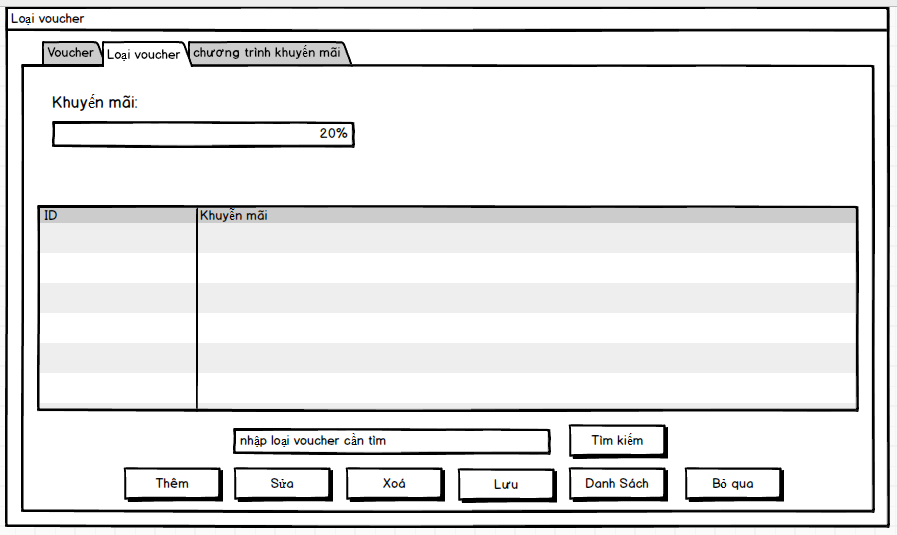 Loại voucher
Voucher Loại voucher chương trình khuyến mãi
Khuyến mãi:
20%
ID Khuyễn mãi
nhập loại voucher cần tìm Tìm kiếm
Thêm Sửa Xoá Lưu Danh Sách Bỏ qua